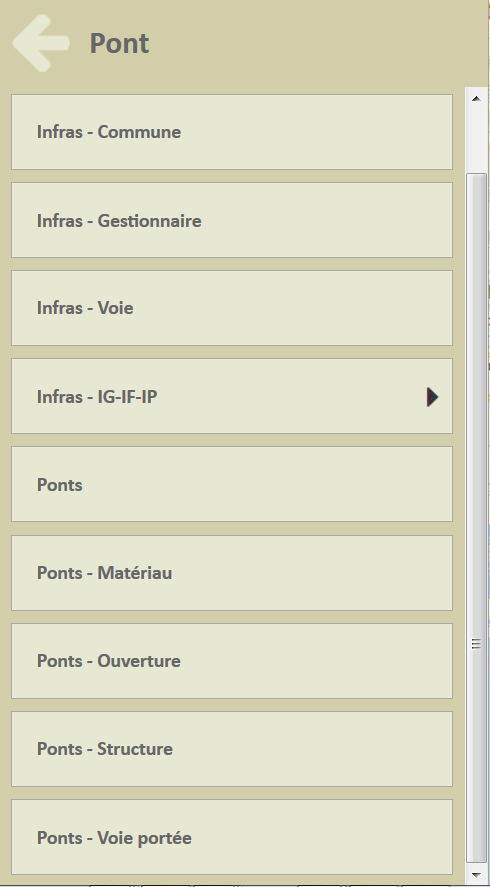 Pont
Infras - Commune
Infras - Gestionnaire
Infras - Voie
Infras - IG-IF-IP
Ponts
Ponts - Matériau
Ponts - Ouverture
Ponts - Structure
Ponts - Voie portée